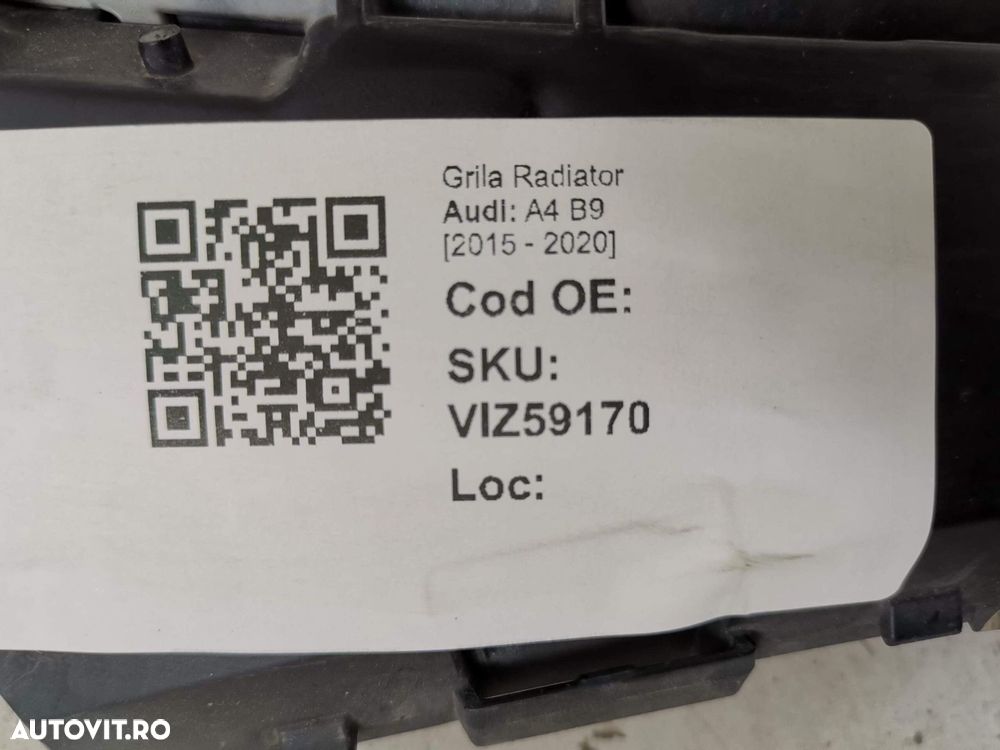 Grila Radiator
Audi: A4 B9
[2015 - 2020]
Cod OE:
SKU:
VIZ59170
Loc:
AUTOVIT.RO